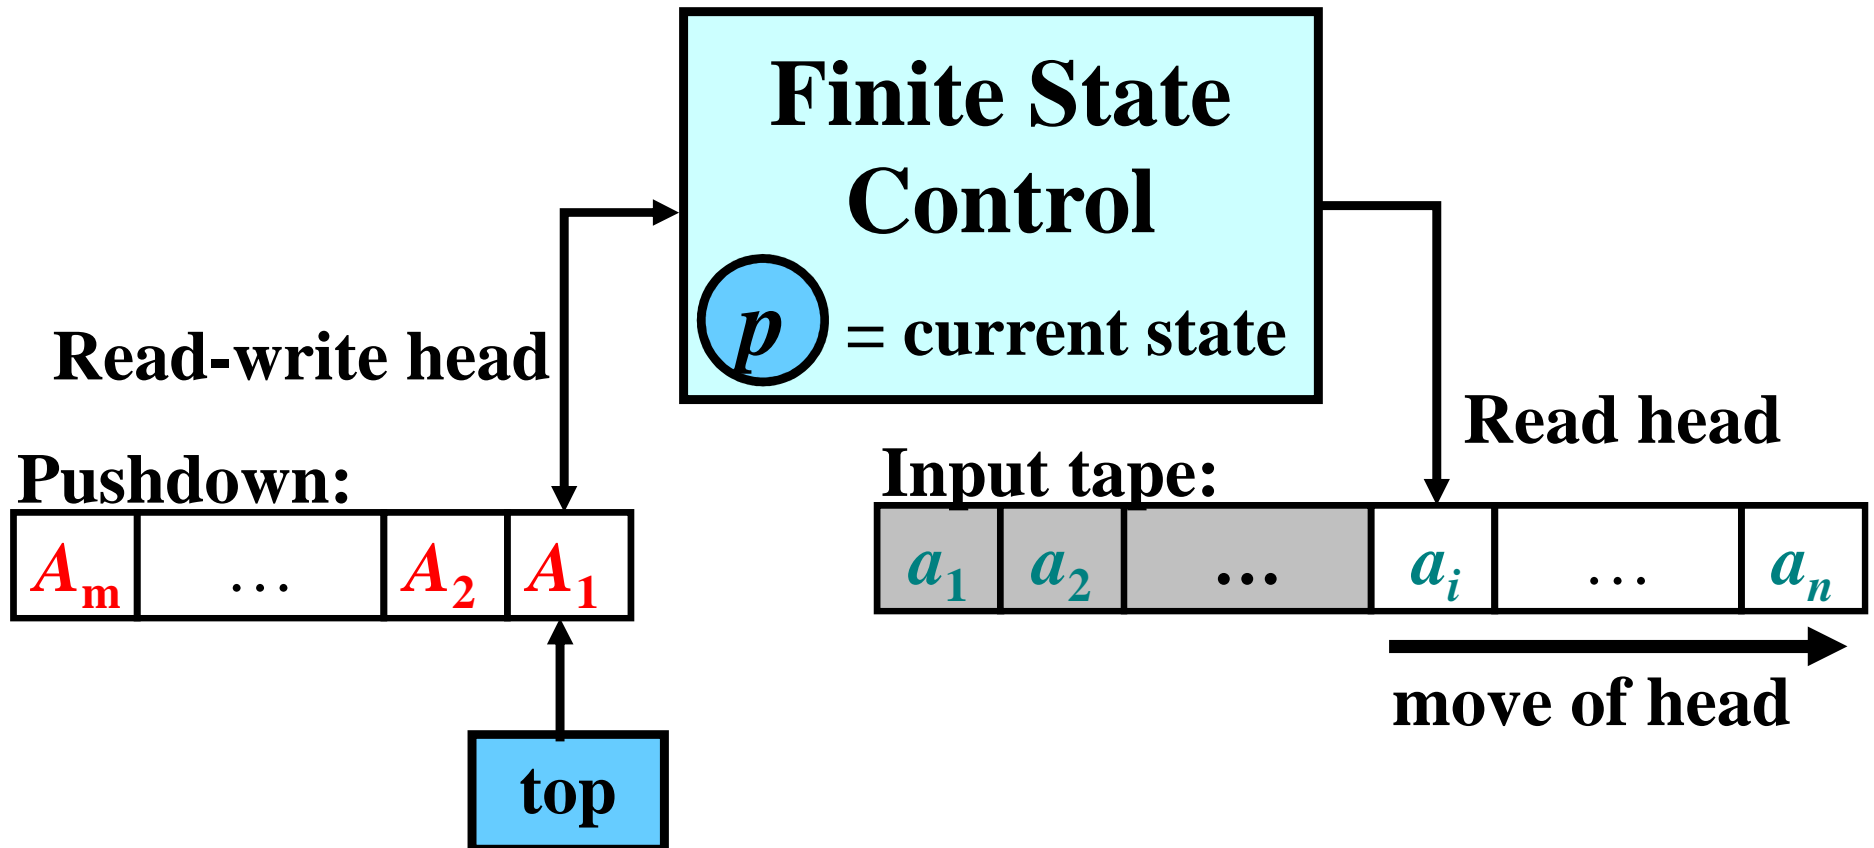 Finite State
Control
p = current state
Read-write head
Read head
Pushdown:
Input tape:
Aₘ … A₂ A₁
a₁ a₂ … aᵢ … aₙ
move of head
top